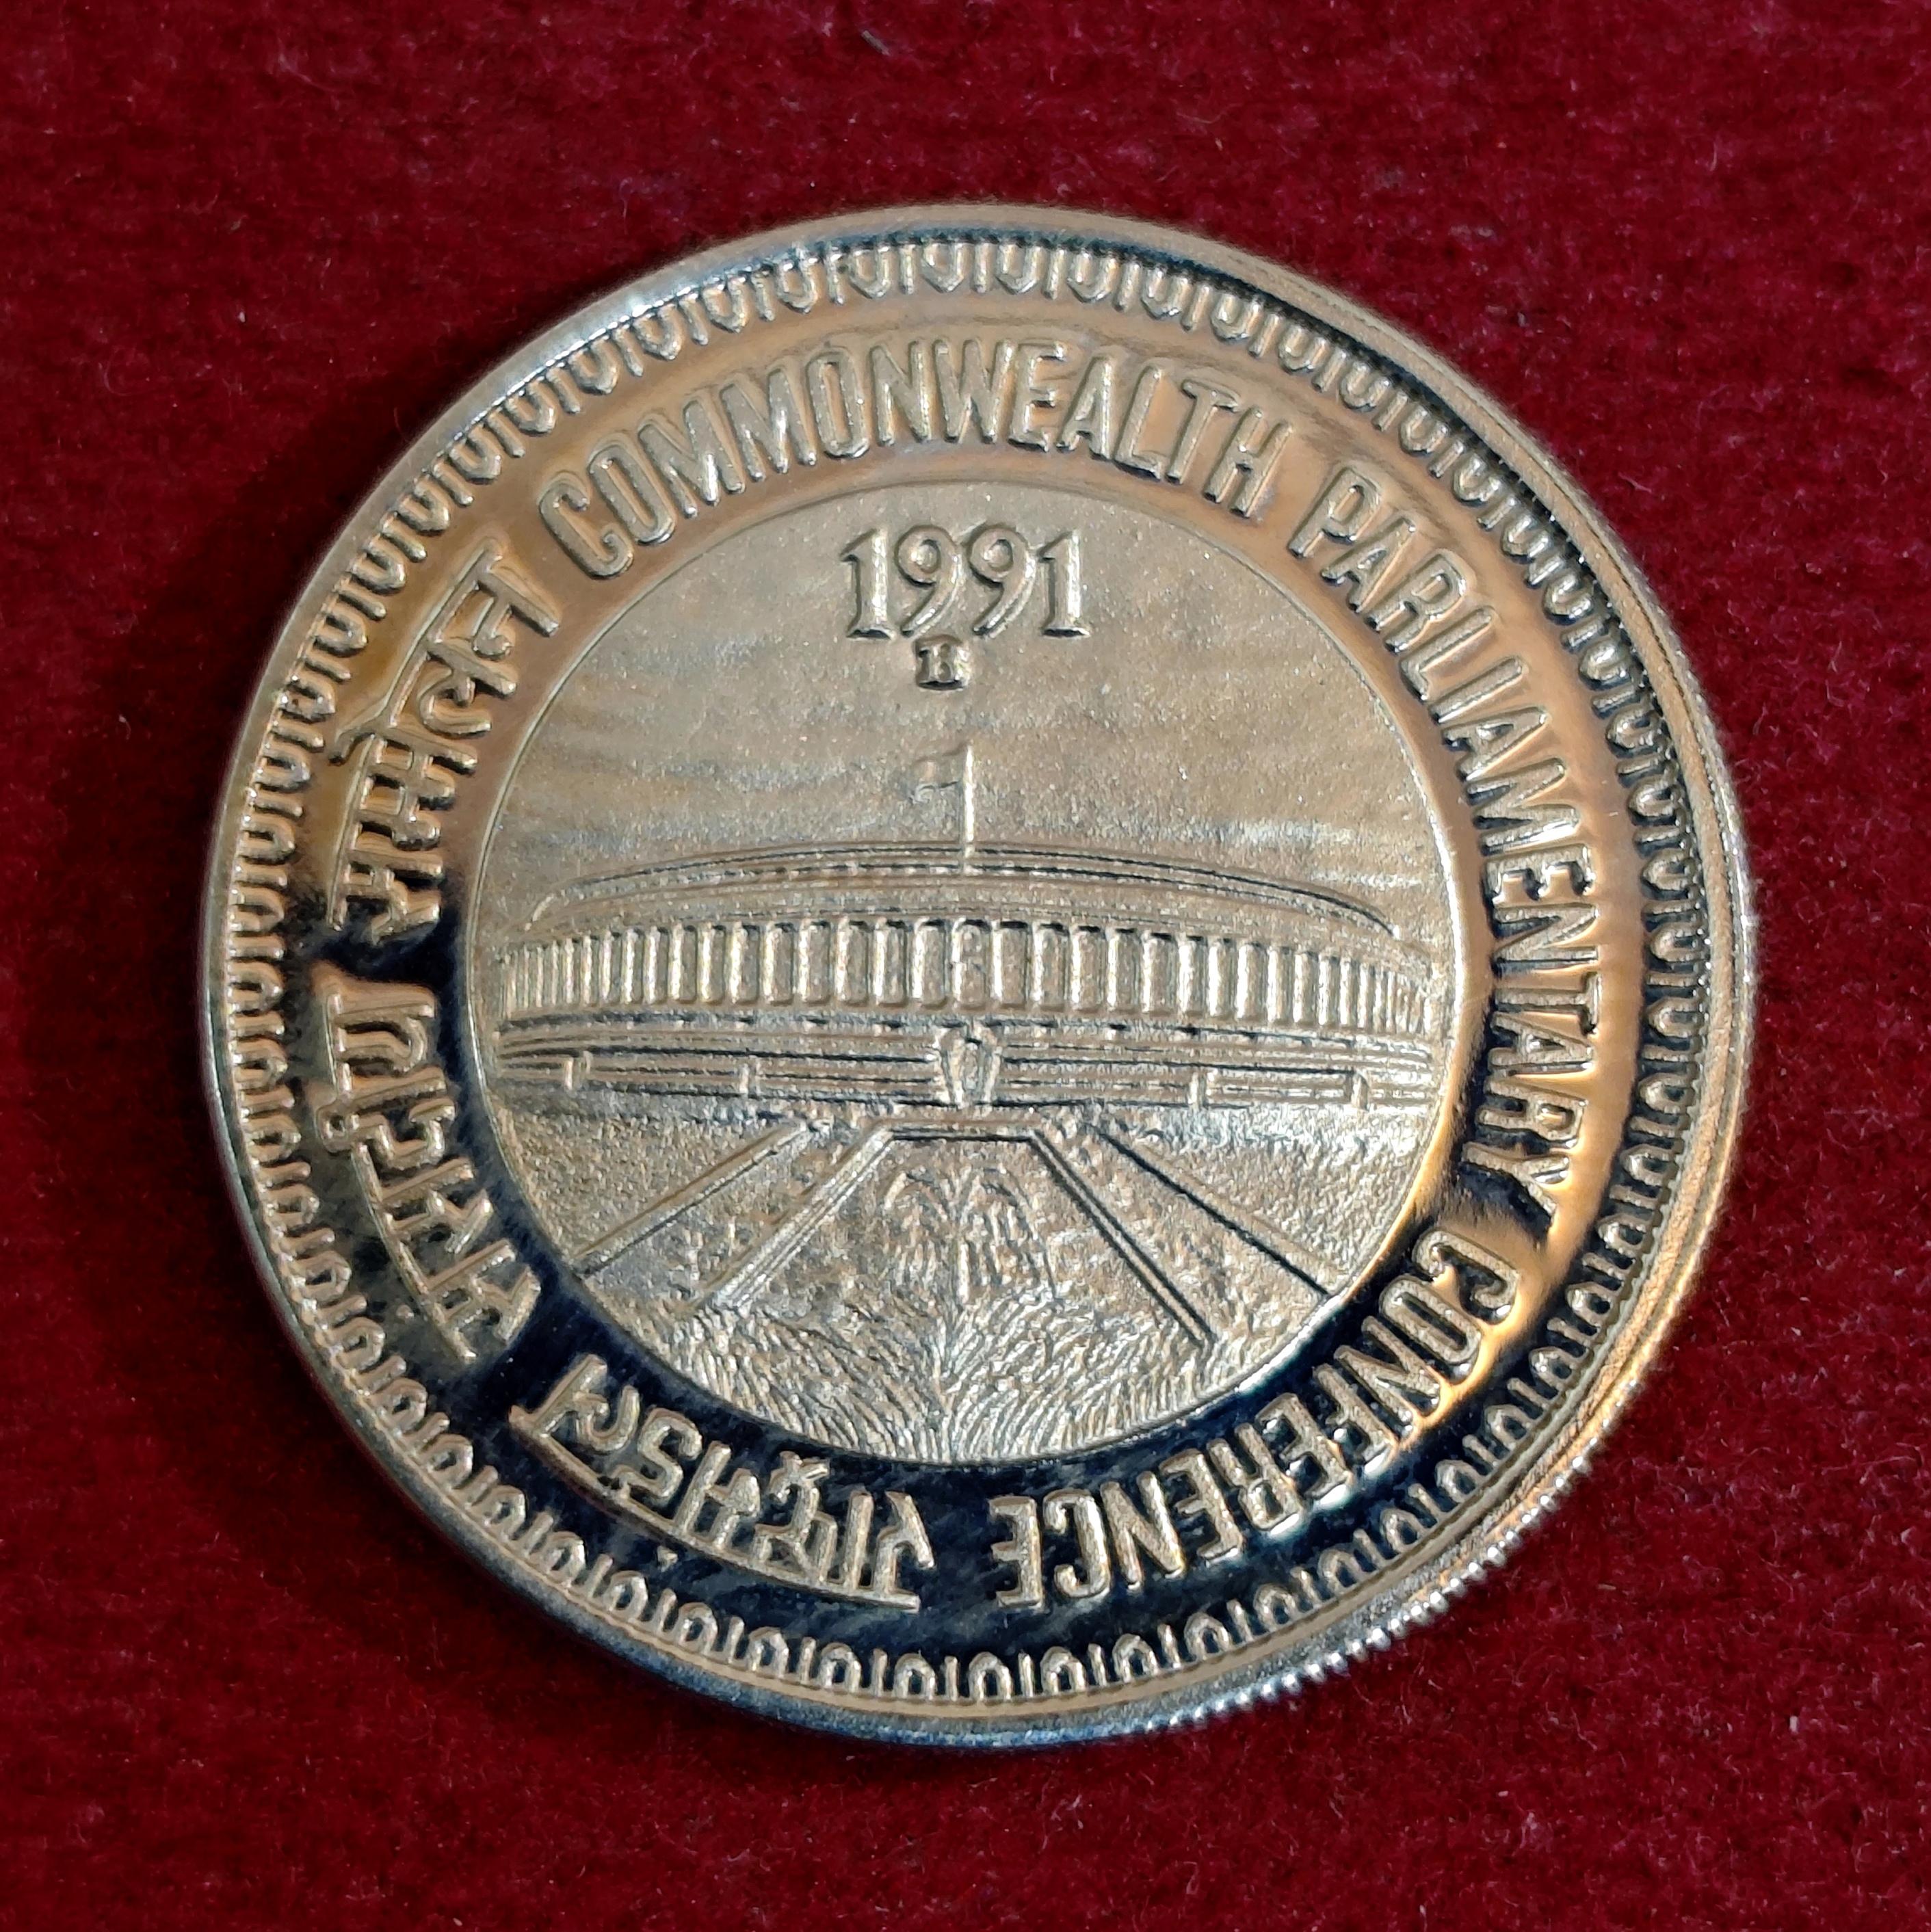 1991
B
COMMONWEALTH PARLIAMENTARY CONFERENCE
राष्ट्रमंडल संसदीय सम्मेलन